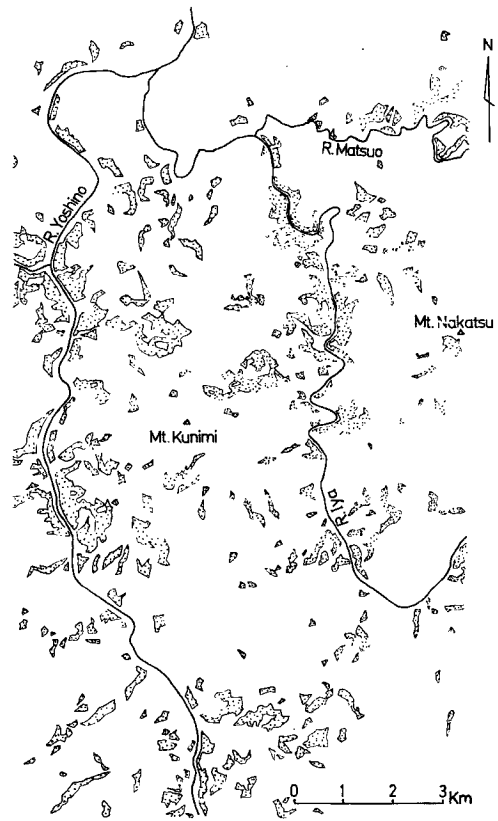 N
R. Matsuo
R. Yoshino
Mt. Nakatsu
Mt. Kunimi
R. Iya
0 1 2 3 Km